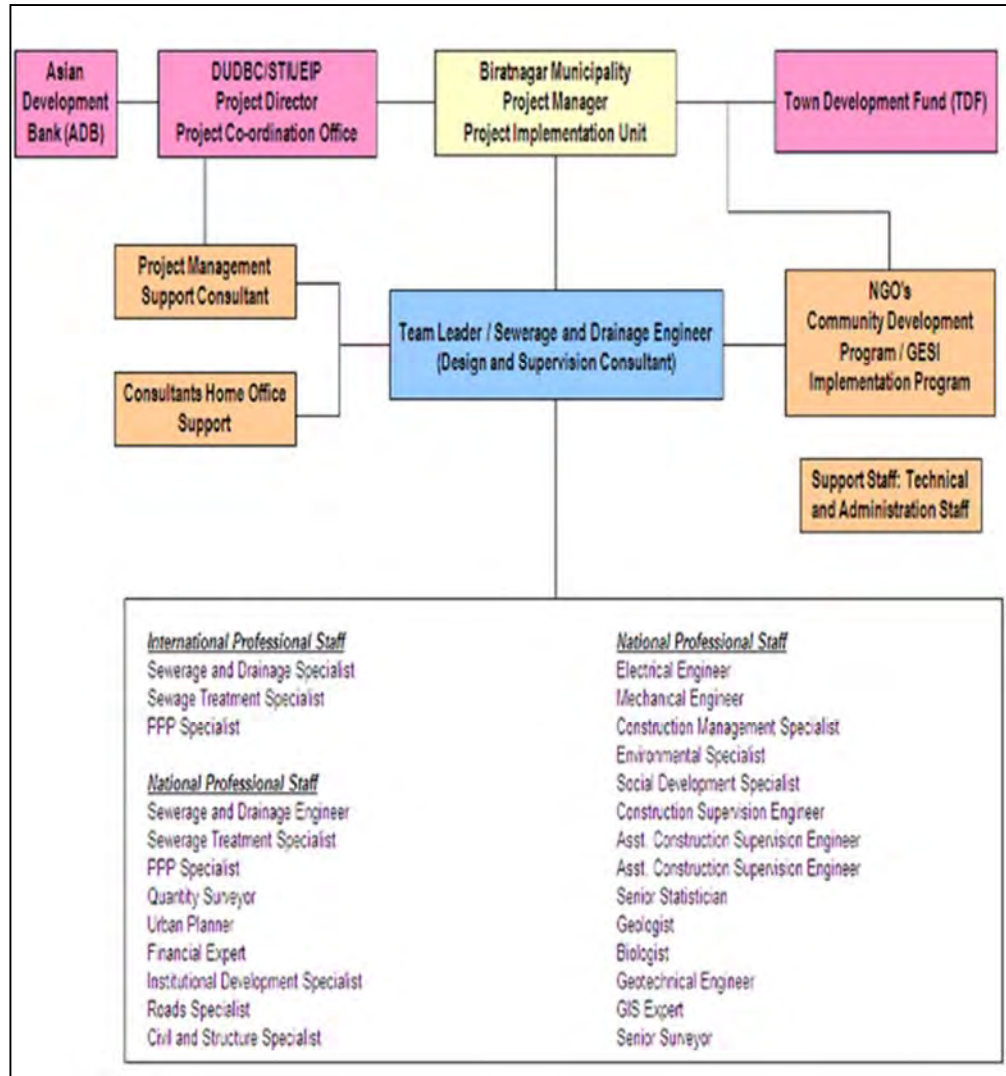 Asian
Development
Bank (ADB)
DUDBC/STIUEIP
Project Director
Project Co-ordination Office
Biratnagar Municipality
Project Manager
Project Implementation Unit
Town Development Fund (TDF)
Project Management
Support Consultant
Consultants Home Office
Support
Team Leader / Sewerage and Drainage Engineer
(Design and Supervision Consultant)
NGO's
Community Development
Program / GESI
Implementation Program
Support Staff: Technical
and Administration Staff
International Professional Staff
Sewerage and Drainage Specialist
Sewage Treatment Specialist
PPP Specialist
National Professional Staff
Sewerage and Drainage Engineer
Sewerage Treatment Specialist
PPP Specialist
Quantity Surveyor
Urban Planner
Financial Expert
Institutional Development Specialist
Roads Specialist
Civil and Structure Specialist
National Professional Staff
Electrical Engineer
Mechanical Engineer
Construction Management Specialist
Environmental Specialist
Social Development Specialist
Construction Supervision Engineer
Asst. Construction Supervision Engineer
Asst. Construction Supervision Engineer
Senior Statistician
Geologist
Biologist
Geotechnical Engineer
GIS Expert
Senior Surveyor